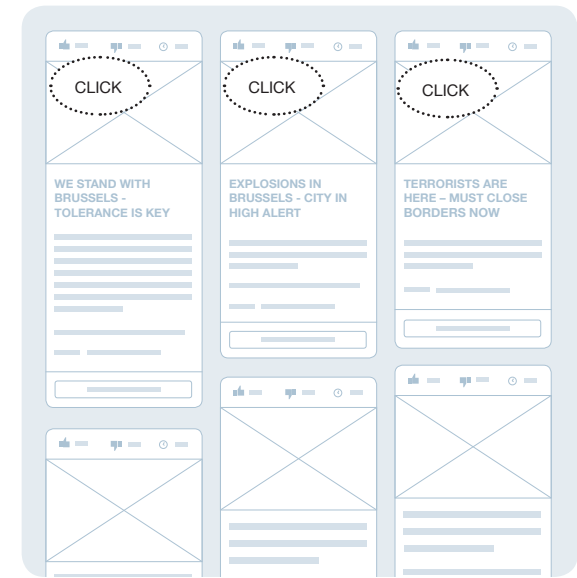 CLICK
WE STAND WITH
BRUSSELS -
TOLERANCE IS KEY
CLICK
EXPLOSIONS IN
BRUSSELS - CITY IN
HIGH ALERT
CLICK
TERRORISTS ARE
HERE – MUST CLOSE
BORDERS NOW